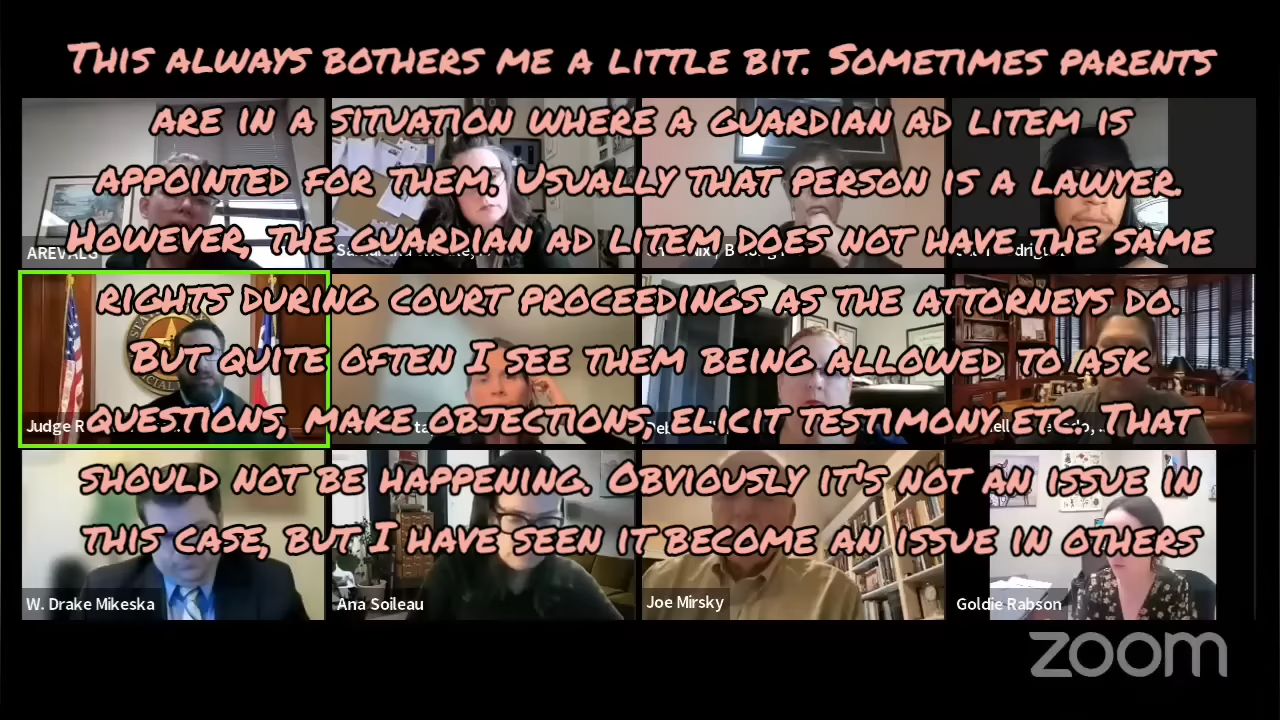 This always bothers me a little bit. Sometimes parents
are in a situation where a guardian ad litem is
appointed for them. Usually that person is a lawyer.
However, the guardian ad litem does not have the same
rights during court proceedings as the attorneys do.
But quite often I see them being allowed to ask
questions, make objections, elicit testimony etc. That
should not be happening. Obviously it's not an issue in
this case, but I have seen it become an issue in others
AREVALO
Judge R
W. Drake Mikeska
Ana Soileau
Joe Mirsky
Goldie Rabson
zoom